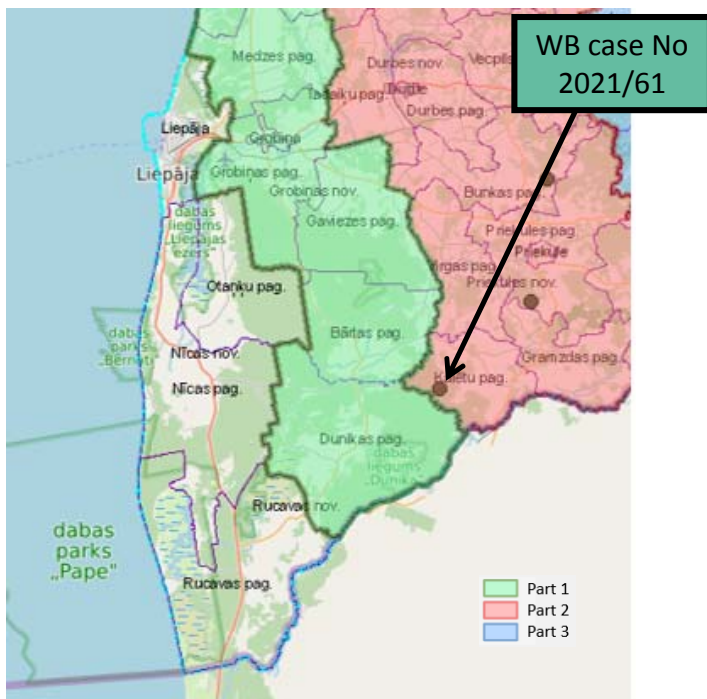 WB case No
2021/61
Medzes pag.
Durbes nov.
Vecpils
Tadaiķu pag.
Durbe
Durbes pag.
Liepāja
Grobiņa
Liepāja
Grobiņas pag.
Grobiņas nov.
Bunkas pag.
dabas
liegums
„Liepājas
ezers"
Gaviezes pag.
Priekules pag.
Priekule
Virgas pag.
Priekules nov.
Otaņķu pag.
dabas
parks
„Bernāti"
Bārtas pag.
Nīcas nov.
Gramzdas pag.
Nīcas pag.
Kalētu pag.
Dunikas pag.
dabas
liegums
„Dunika"
Rucavas nov.
dabas
parks
„Pape"
Rucavas pag.
Part 1
Part 2
Part 3